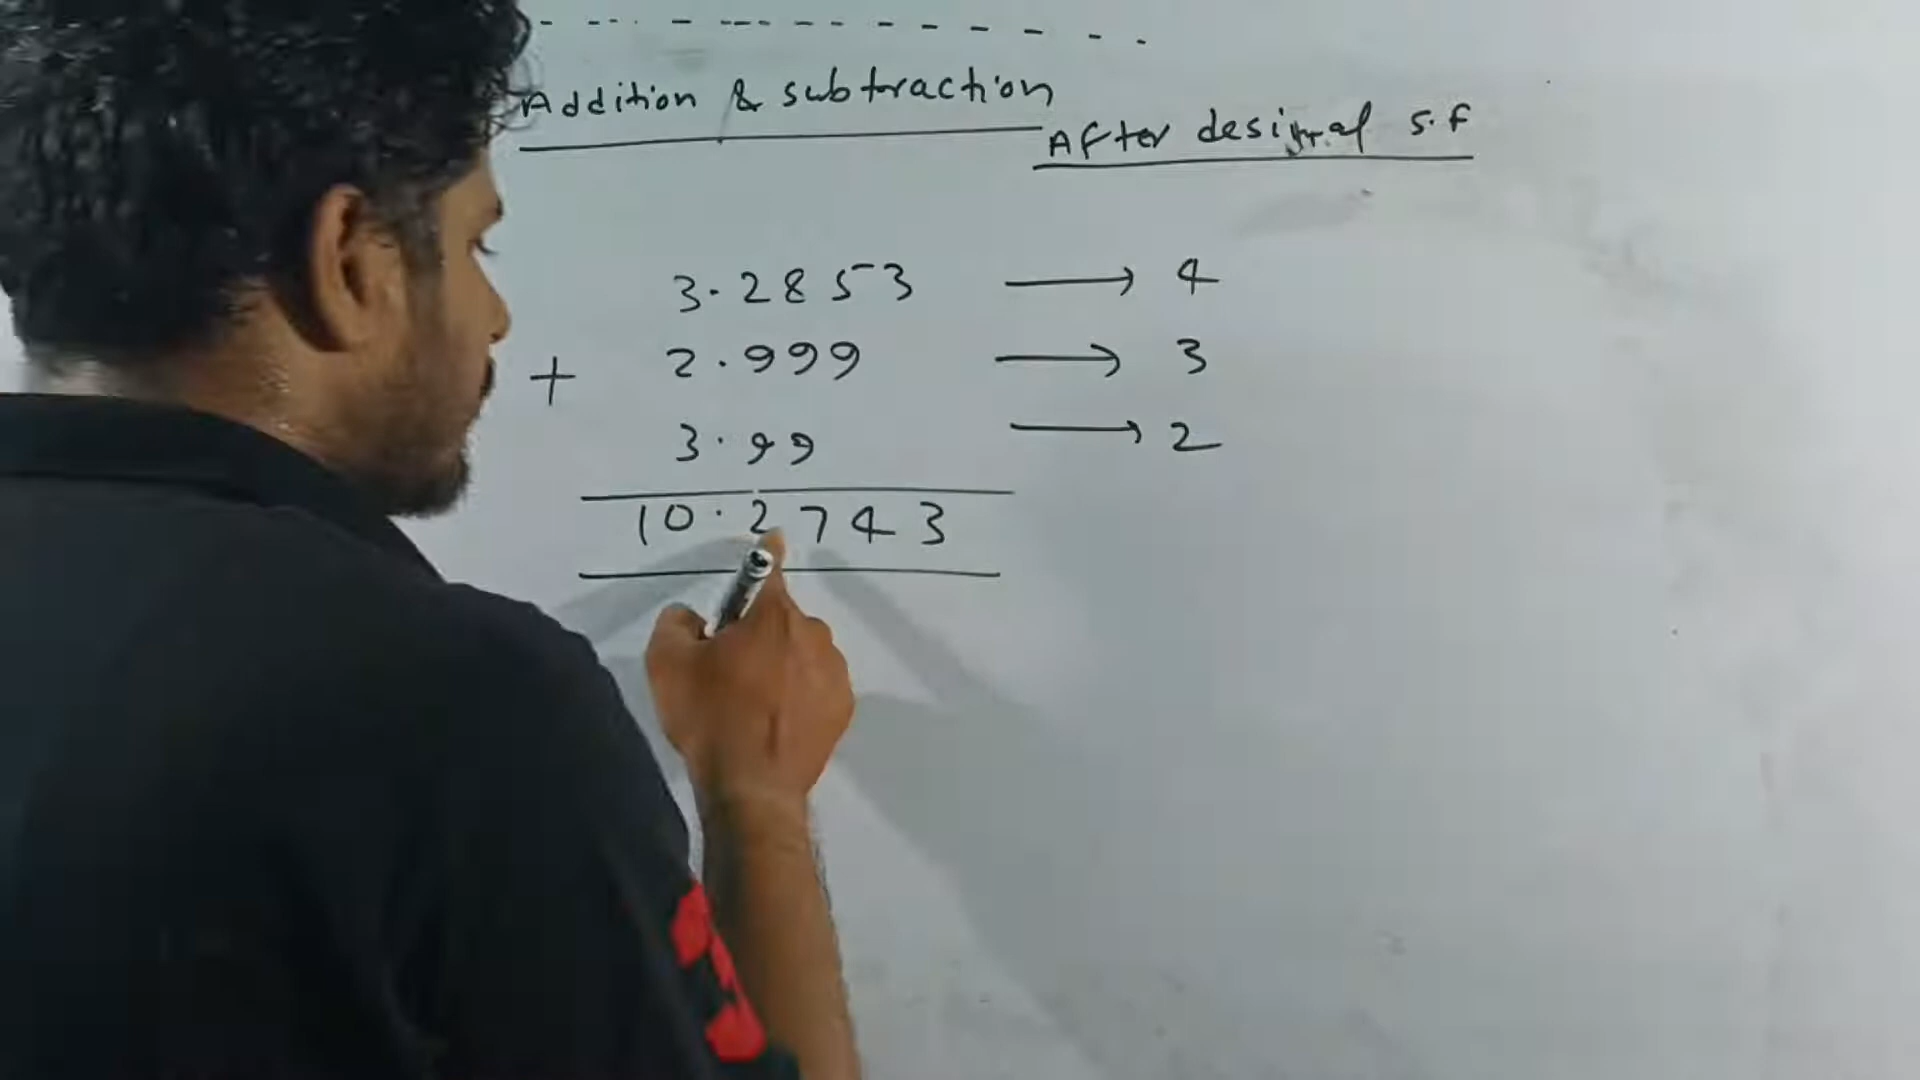 Addition & subtraction
After desimal s.f
3.2853 → 4
+ 2.999 → 3
3.99 → 2
10.2743